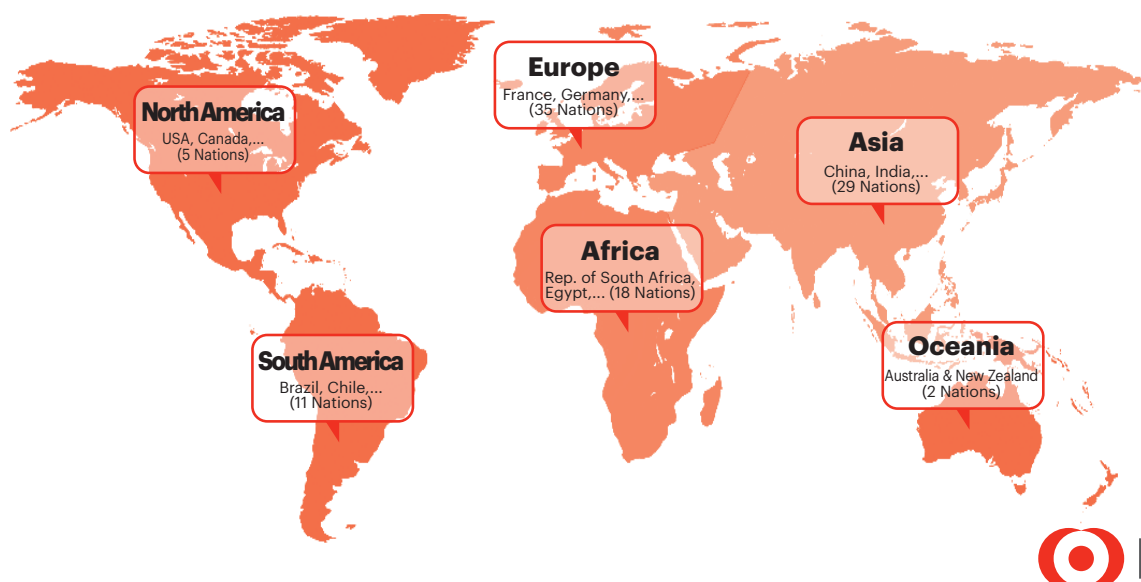 Europe
France, Germany,...
(35 Nations)
North America
USA, Canada,...
(5 Nations)
Asia
China, India,...
(29 Nations)
Africa
Rep. of South Africa,
Egypt,... (18 Nations)
South America
Brazil, Chile,...
(11 Nations)
Oceania
Australia & New Zealand
(2 Nations)